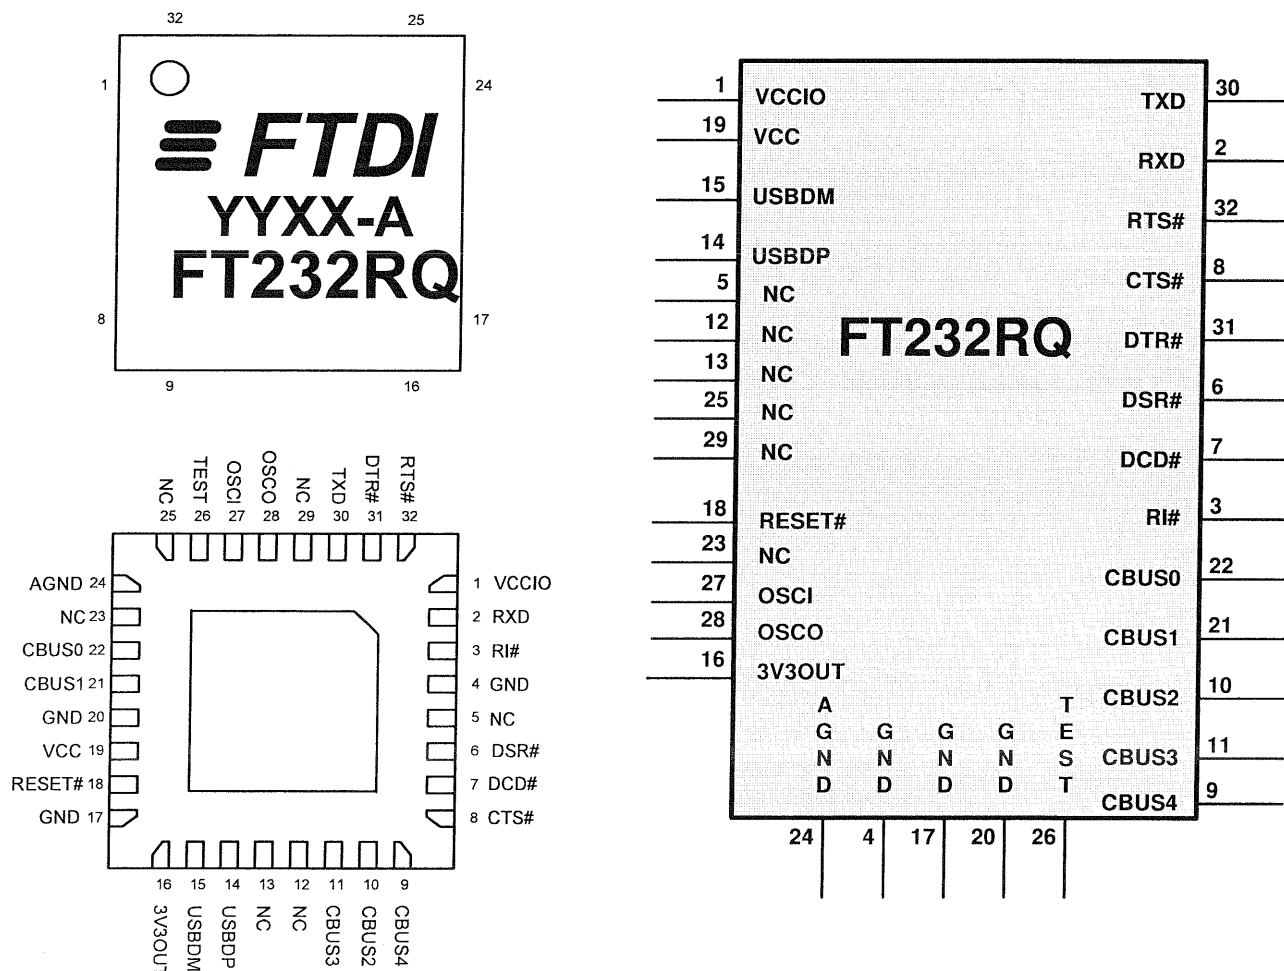 32 25
1 24
FTDI
YYXX-A
FT232RQ
8 17
9 16
NC TEST OSCI OSCO NC TXD DTR# RTS#
25 26 27 28 29 30 31 32
AGND 24 1 VCCIO
NC 23 2 RXD
CBUS0 22 3 RI#
CBUS1 21 4 GND
GND 20 5 NC
VCC 19 6 DSR#
RESET# 18 7 DCD#
GND 17 8 CTS#
16 15 14 13 12 11 10 9
3V3OUT USBDM USBDP NC NC CBUS3 CBUS2 CBUS4
1 VCCIO TXD 30
19 VCC RXD 2
15 USBDM RTS# 32
14 USBDP CTS# 8
5 NC
12 NC FT232RQ DTR# 31
13 NC DSR# 6
25 NC
29 NC DCD# 7
18 RESET# RI# 3
23 NC CBUS0 22
27 OSCI
28 OSCO CBUS1 21
16 3V3OUT CBUS2 10
CBUS3 11
CBUS4 9
AGND GND GND GND TEST
24 4 17 20 26